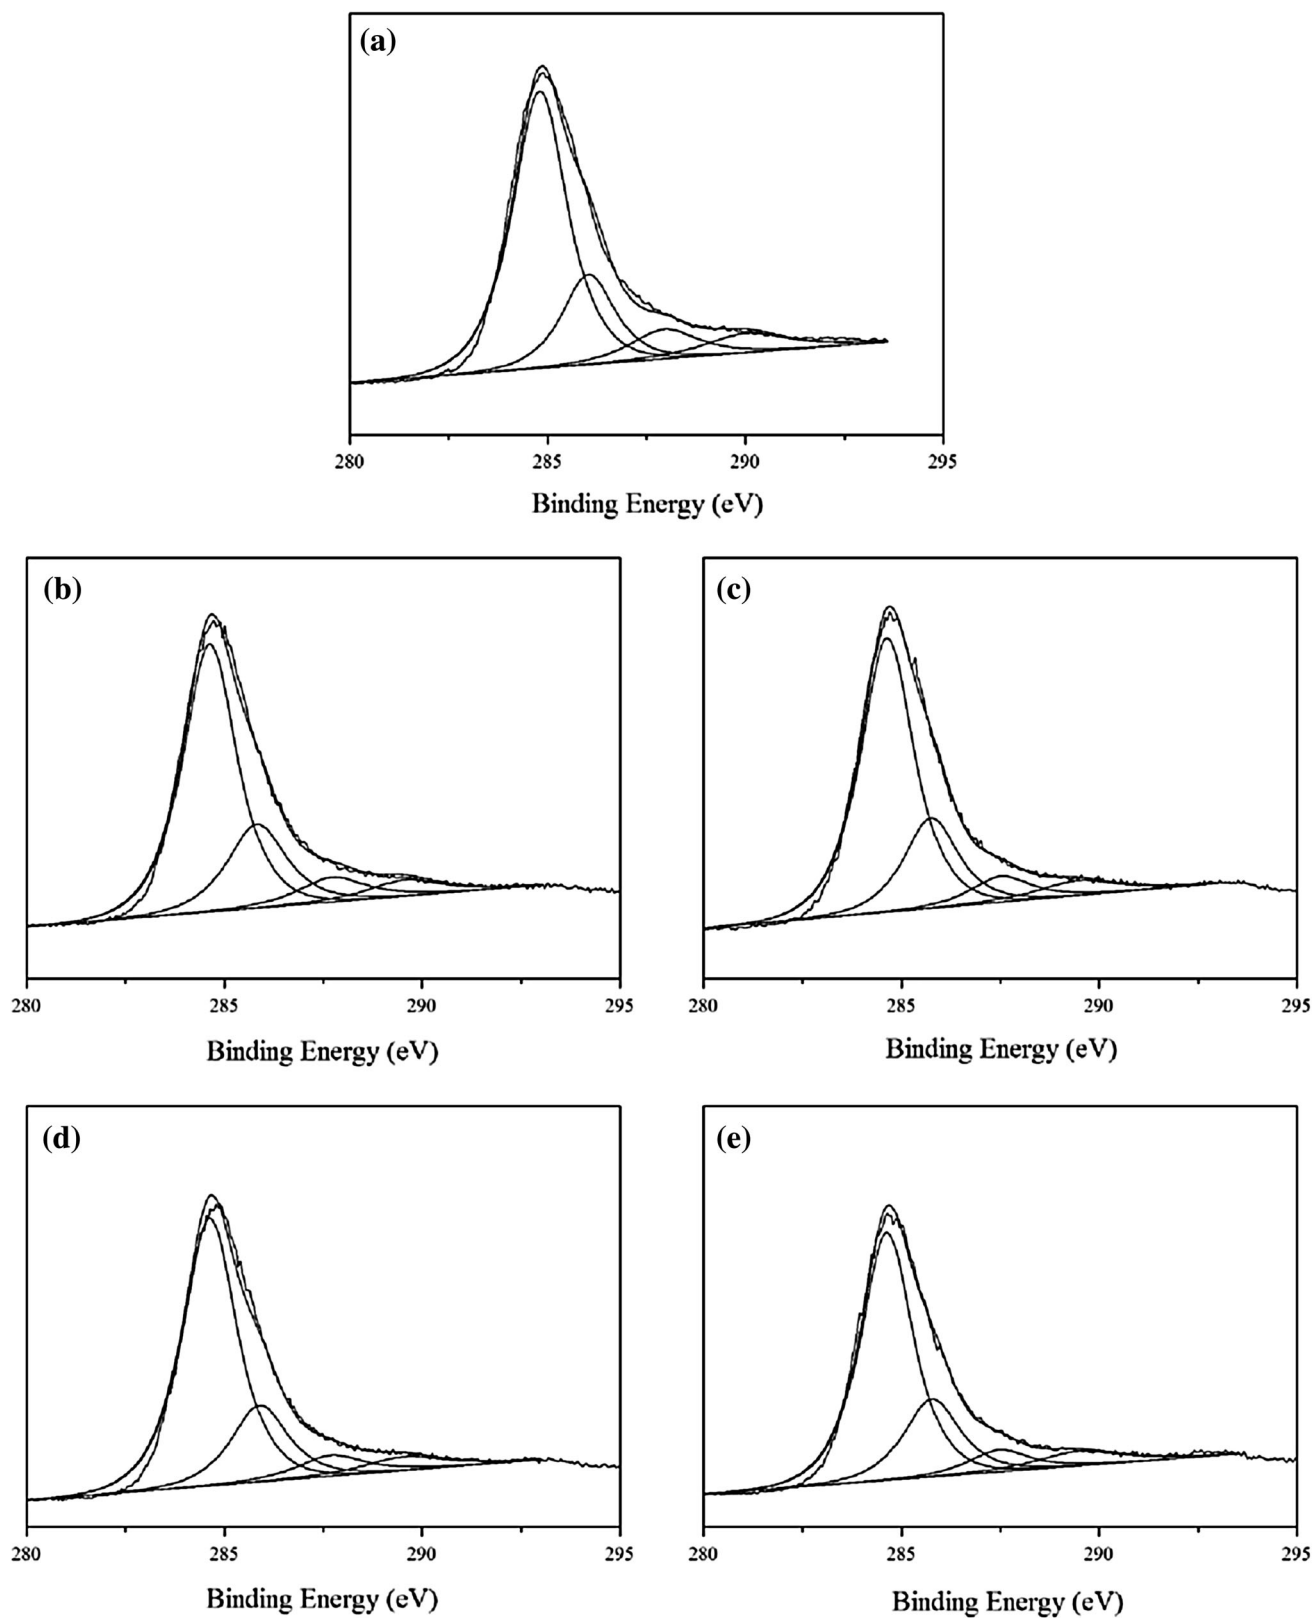 (a)
280 285 290 295
Binding Energy (eV)
(b) (c)
280 285 290 295 280 285 290 295
Binding Energy (eV) Binding Energy (eV)
(d) (e)
280 285 290 295 280 285 290 295
Binding Energy (eV) Binding Energy (eV)